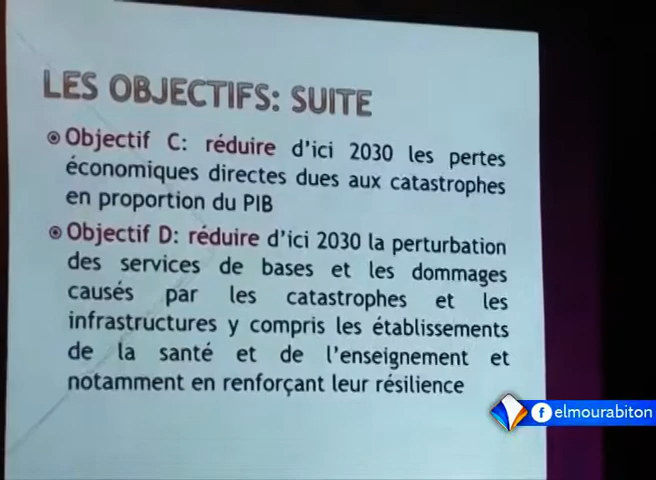 LES OBJECTIFS: SUITE
Objectif C: réduire d'ici 2030 les pertes
économiques directes dues aux catastrophes
en proportion du PIB
Objectif D: réduire d'ici 2030 la perturbation
des services de bases et les dommages
causés par les catastrophes et les
infrastructures y compris les établissements
de la santé et de l'enseignement et
notamment en renforçant leur résilience
elmourabiton